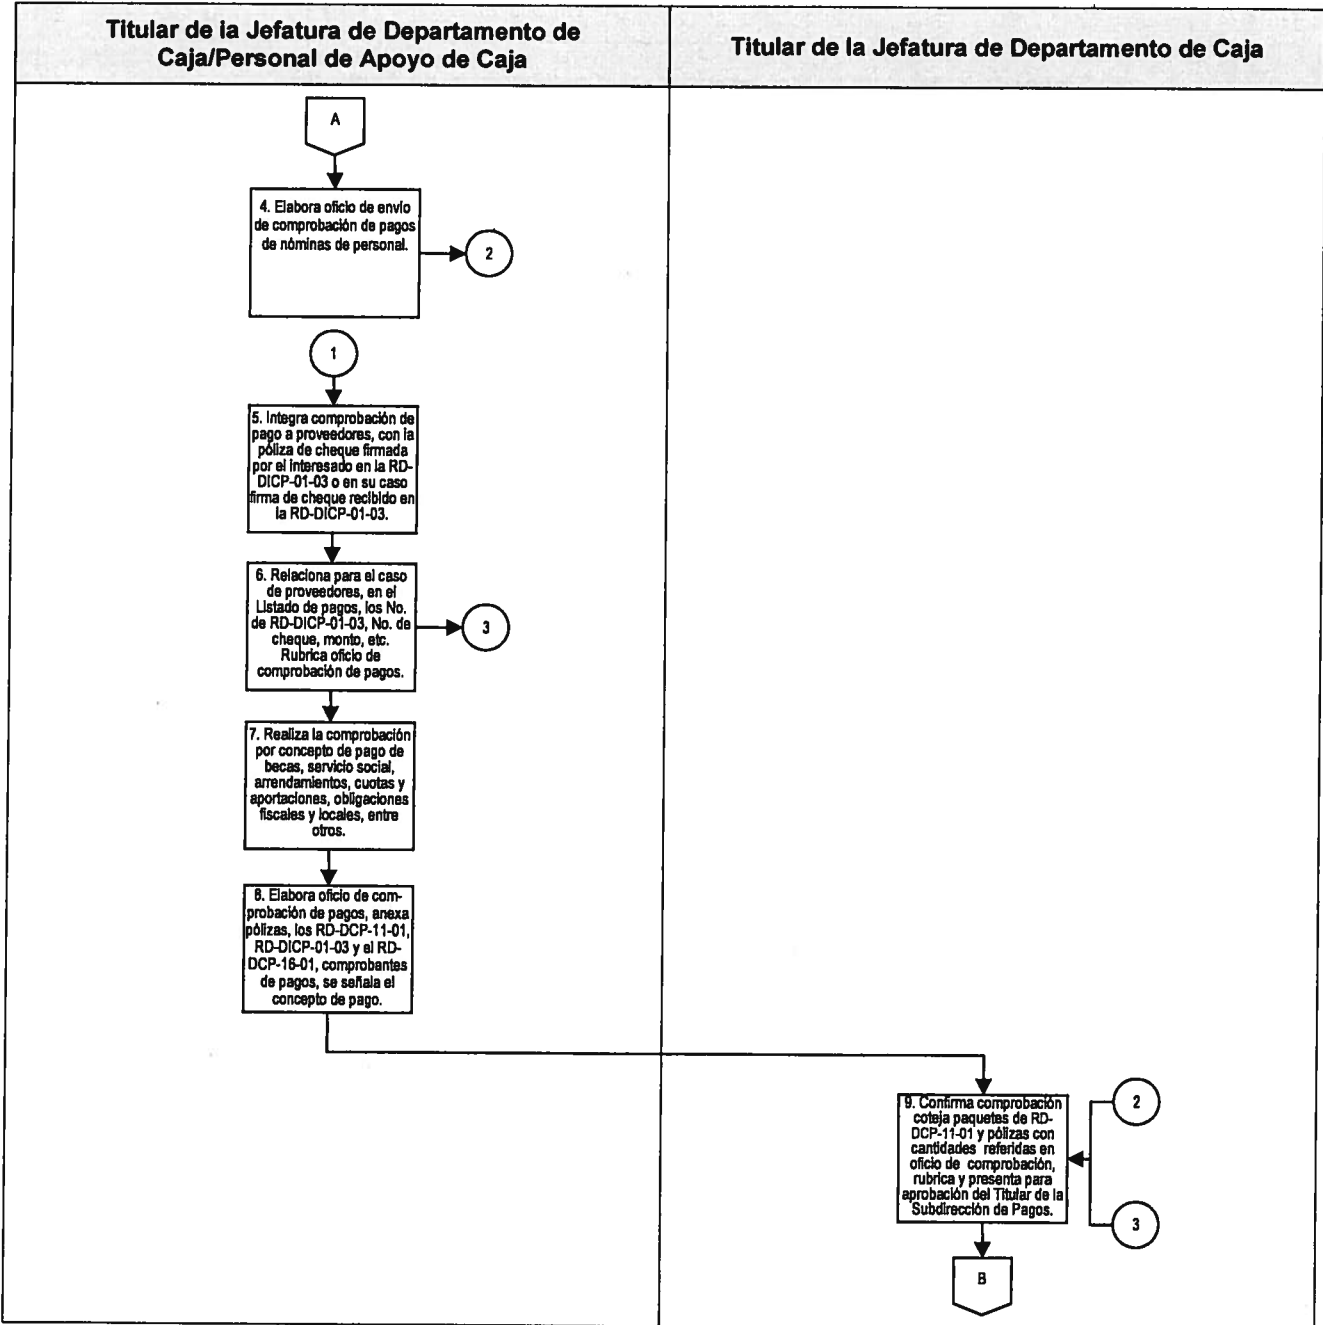 Titular de la Jefatura de Departamento de
Caja/Personal de Apoyo de Caja
Titular de la Jefatura de Departamento de Caja
A
4. Elabora oficio de envío
de comprobación de pagos
de nóminas de personal.
2
1
5. Integra comprobación de
pago a proveedores, con la
póliza de cheque firmada
por el interesado en la RD-
DICP-01-03 o en su caso
firma de cheque recibido en
la RD-DICP-01-03.
6. Relaciona para el caso
de proveedores, en el
Listado de pagos, los No.
de RD-DICP-01-03, No. de
cheque, monto, etc.
Rubrica oficio de
comprobación de pagos.
3
7. Realiza la comprobación
por concepto de pago de
becas, servicio social,
arrendamientos, cuotas y
aportaciones, obligaciones
fiscales y locales, entre
otros.
8. Elabora oficio de com-
probación de pagos, anexa
pólizas, los RD-DCP-11-01,
RD-DICP-01-03 y el RD-
DCP-16-01, comprobantes
de pagos, se señala el
concepto de pago.
9. Confirma comprobación
coteja paquetes de RD-
DCP-11-01 y pólizas con
cantidades referidas en
oficio de comprobación,
rubrica y presenta para
aprobación del Titular de la
Subdirección de Pagos.
2
3
B